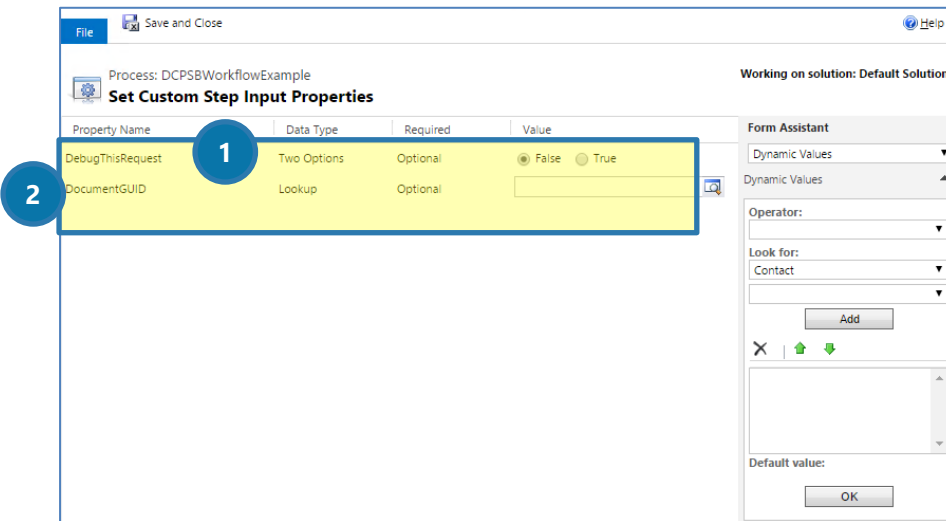 File
Save and Close
Help
Process: DCPSBWorkflowExample
Set Custom Step Input Properties
Working on solution: Default Solution
Property Name Data Type Required Value
DebugThisRequest Two Options Optional False True
DocumentGUID Lookup Optional
1
2
Form Assistant
Dynamic Values
Dynamic Values
Operator:
Look for:
Contact
Add
Default value:
OK